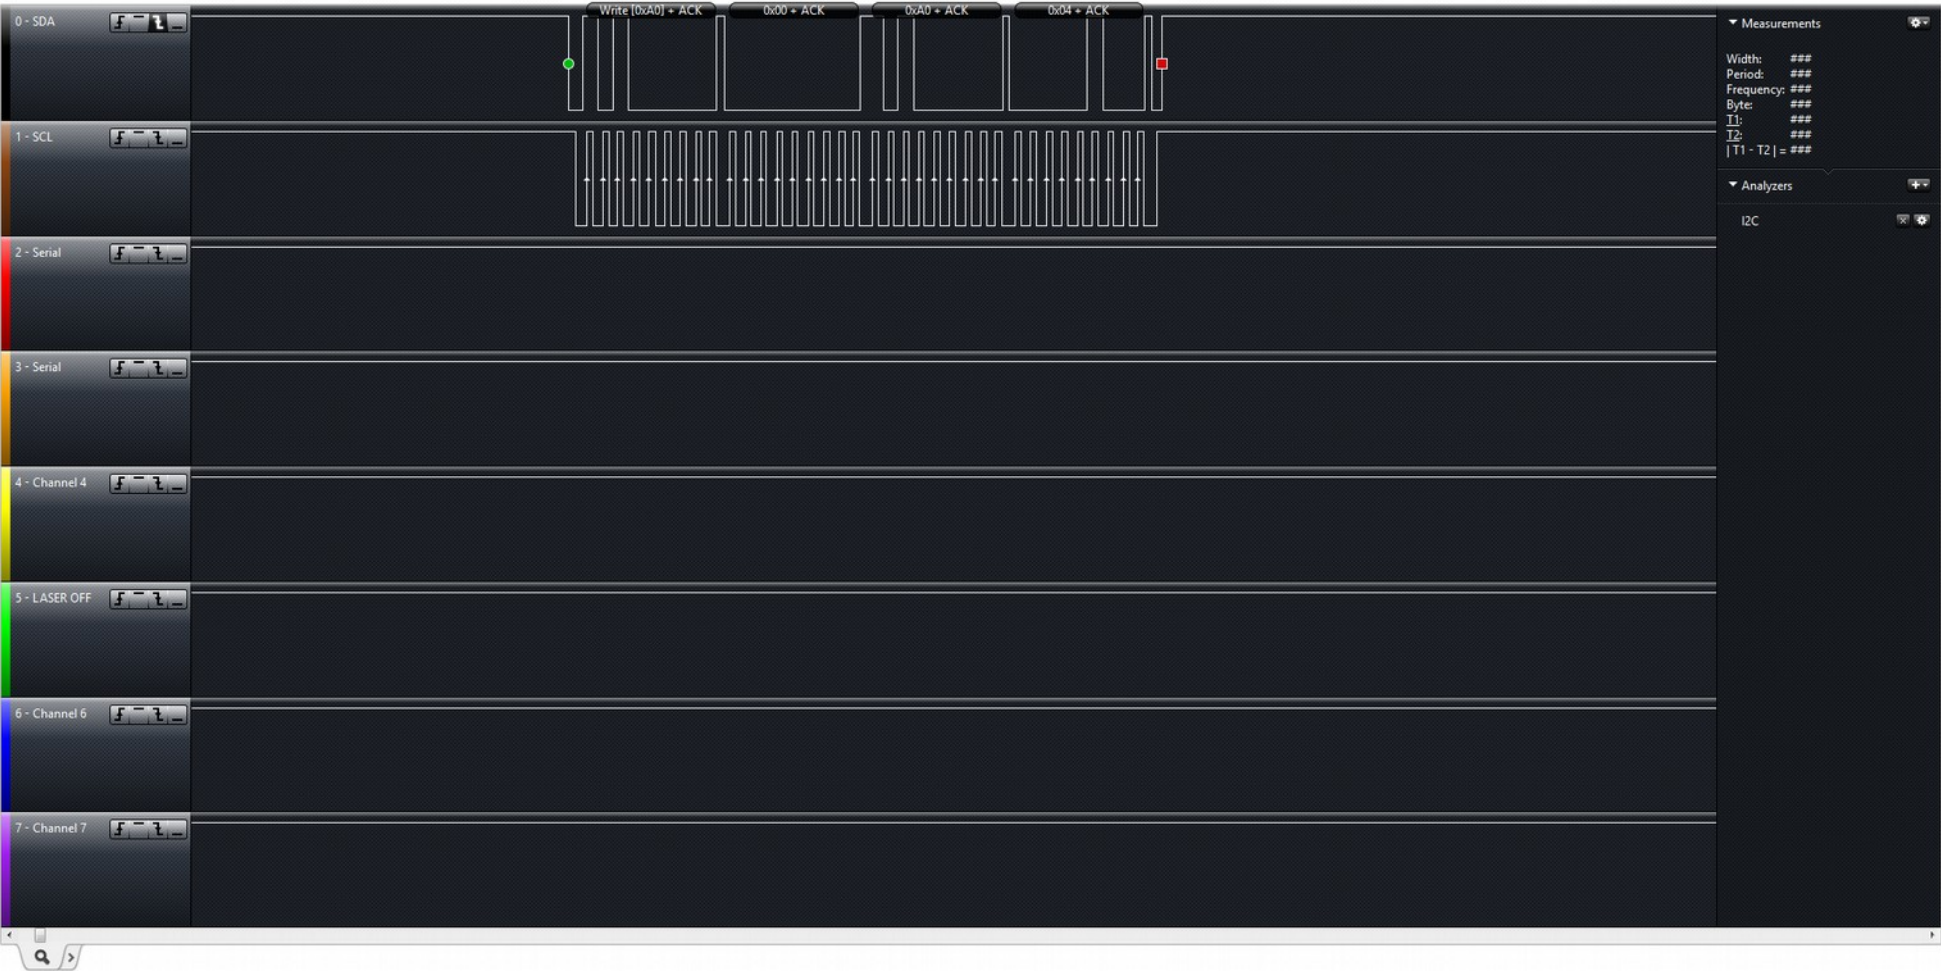 0 - SDA
Write [0xA0] + ACK 0x00 + ACK 0xA0 + ACK 0x04 + ACK
1 - SCL
2 - Serial
3 - Serial
4 - Channel 4
5 - LASER OFF
6 - Channel 6
7 - Channel 7
Measurements
Width: ###
Period: ###
Frequency: ###
Byte: ###
T1: ###
T2: ###
| T1 - T2 | = ###
Analyzers
I2C